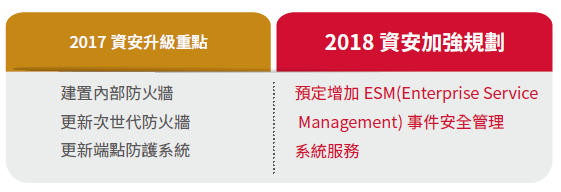 2017 資安升級重點
建置內部防火牆
更新次世代防火牆
更新端點防護系統
2018 資安加強規劃
預定增加 ESM(Enterprise Service
Management) 事件安全管理
系統服務